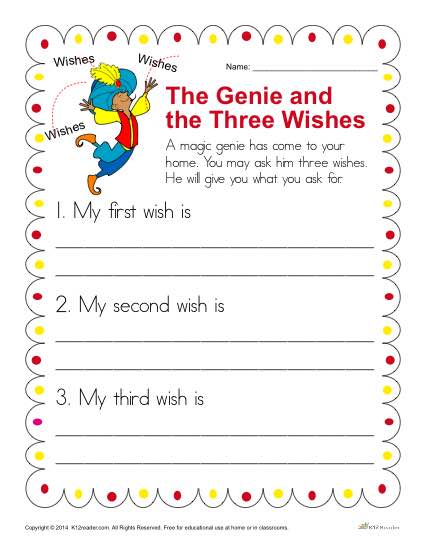 Wishes
Wishes
Wishes
Name: ______________________________
The Genie and
the Three Wishes
A magic genie has come to your
home. You may ask him three wishes.
He will give you what you ask for.
1. My first wish is
2. My second wish is
3. My third wish is
Copyright © 2014 K12reader.com. All Rights Reserved. Free for educational use at home or in classrooms.
K12Reader